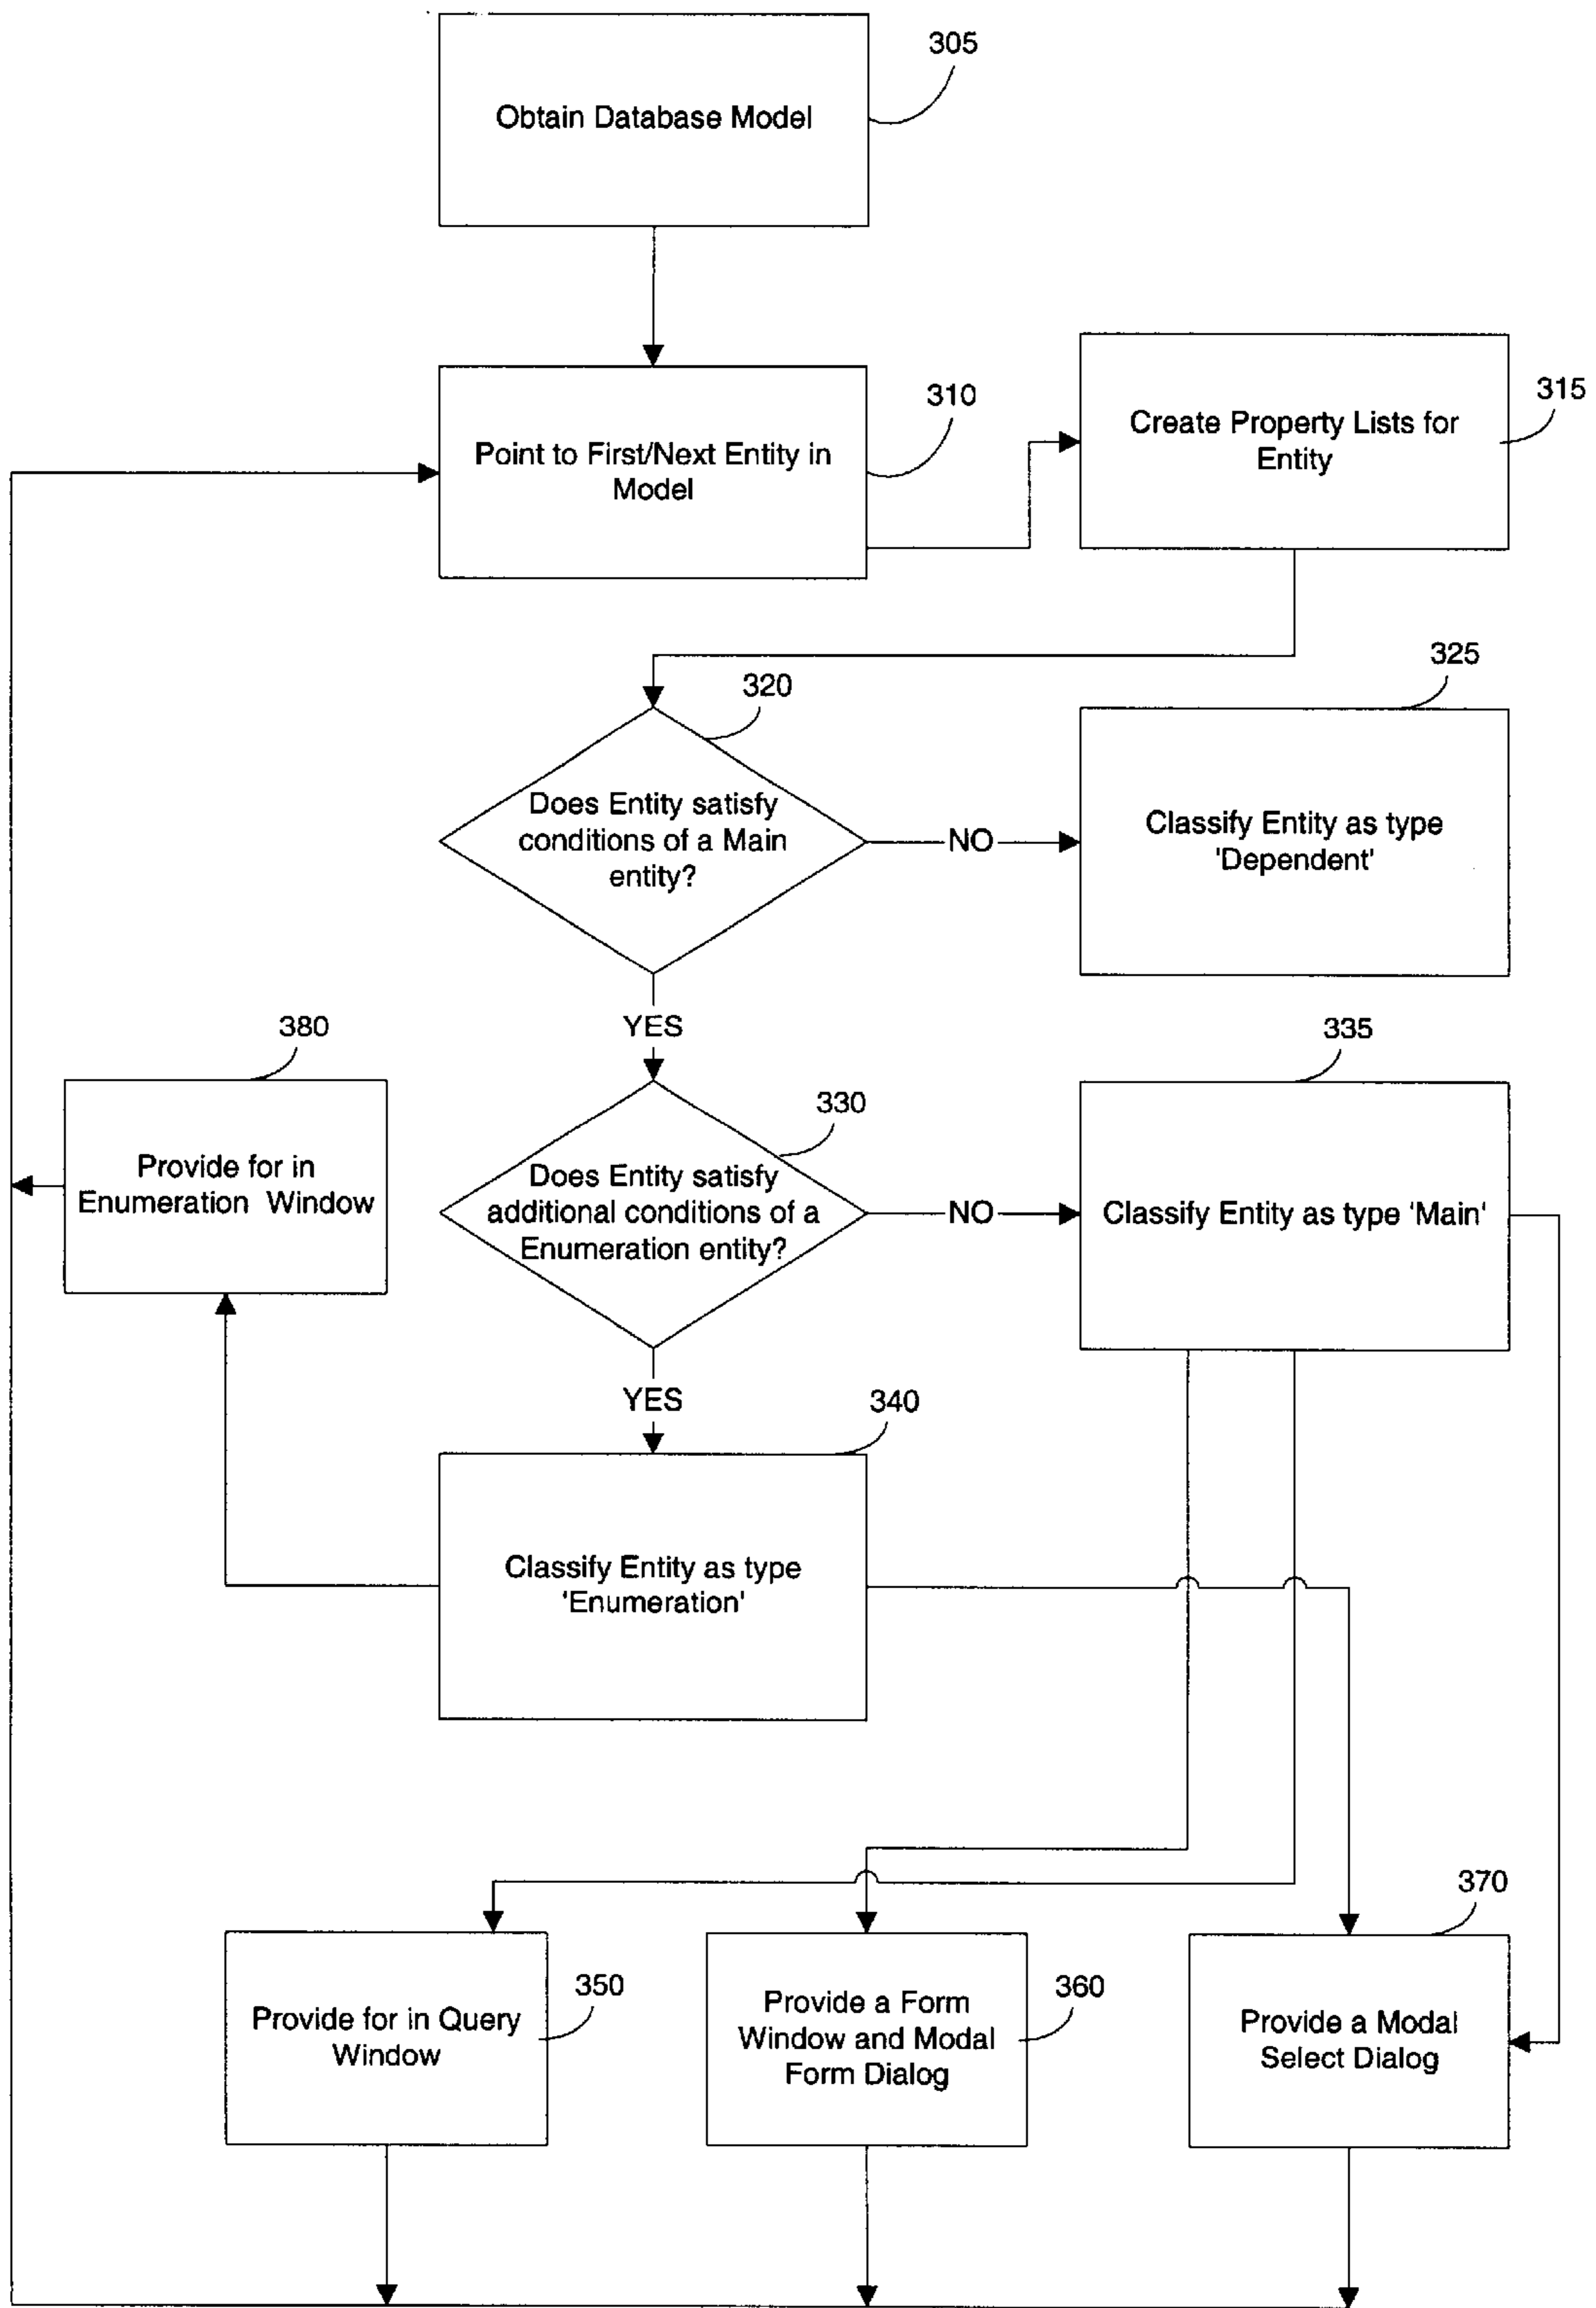 305
Obtain Database Model
310
315
Point to First/Next Entity in
Model
Create Property Lists for
Entity
320
325
Does Entity satisfy
conditions of a Main
entity?
NO
Classify Entity as type
'Dependent'
YES
380
335
330
Provide for in
Enumeration Window
Does Entity satisfy
additional conditions of a
Enumeration entity?
NO
Classify Entity as type 'Main'
YES
340
Classify Entity as type
'Enumeration'
370
350
360
Provide for in Query
Window
Provide a Form
Window and Modal
Form Dialog
Provide a Modal
Select Dialog